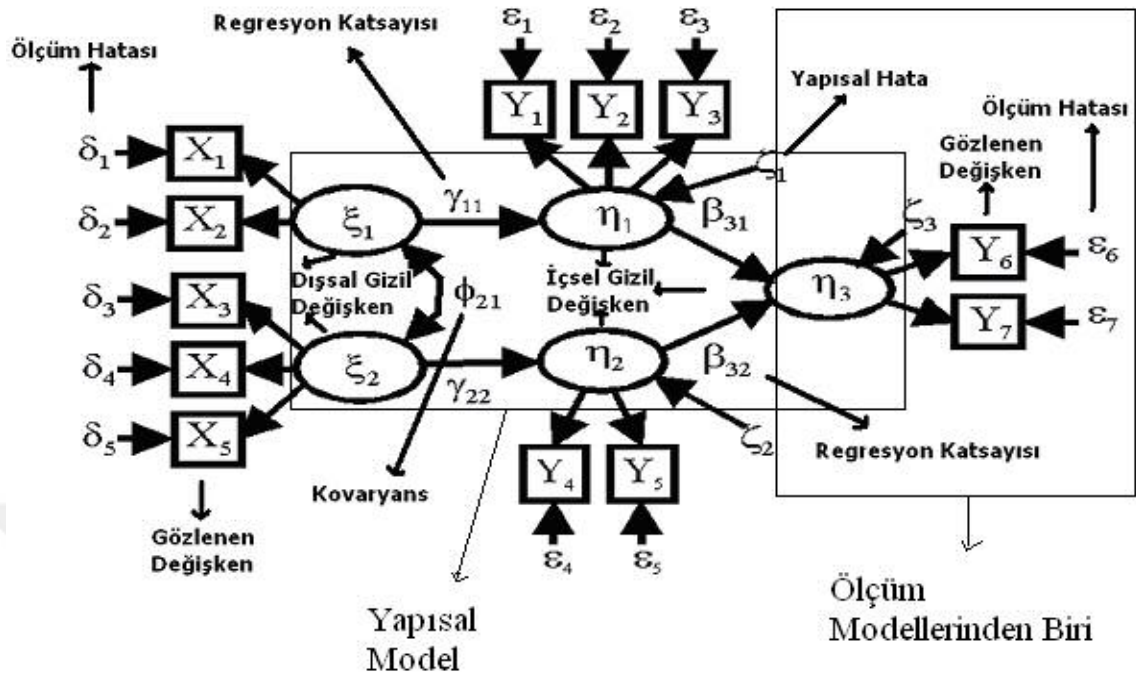 Regresyon Katsayısı
ε1
ε2
ε3
Ölçüm Hatası
Yapısal Hata
Ölçüm Hatası
Y1
Y2
Y3
Gözlenen
Değişken
δ1
X1
ζ1
γ11
β31
δ2
X2
ξ1
η1
ζ3
Y6
ε6
Dışsal Gizil
Değişken
ϕ21
İçsel Gizil
Değişken
η3
δ3
X3
Y7
ε7
δ4
X4
ξ2
γ22
η2
β32
δ5
X5
ζ2
Regresyon Katsayısı
Y4
Y5
Kovaryans
Gözlenen
Değişken
ε4
ε5
Yapısal
Model
Ölçüm
Modellerinden Biri